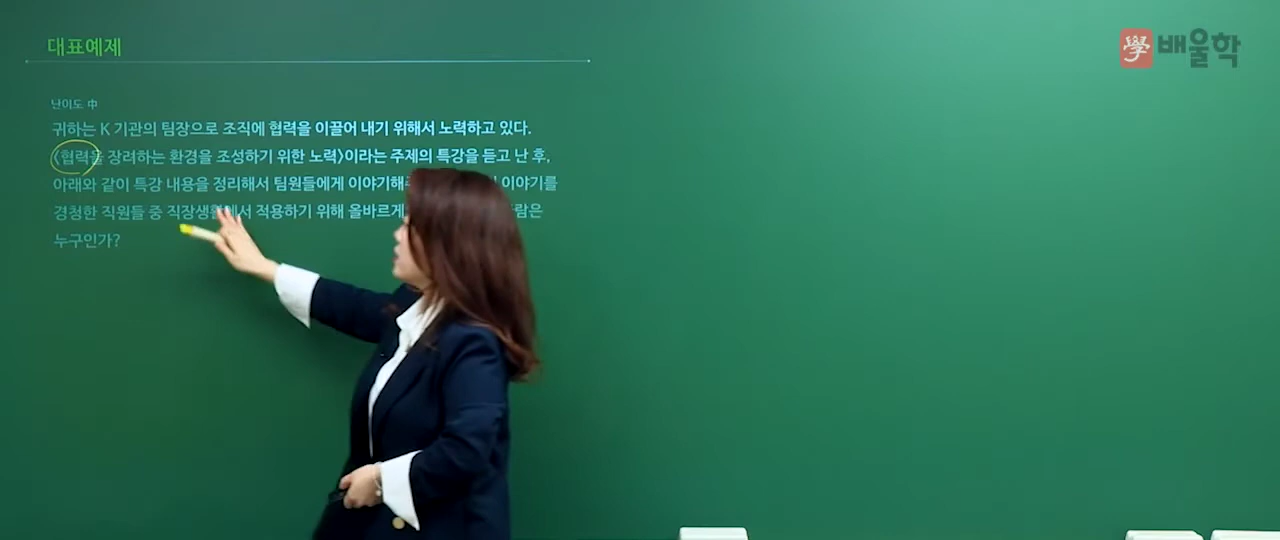 대표예제
學 배울학
난이도 中
귀하는 K 기관의 팀장으로 조직에 협력을 이끌어 내기 위해서 노력하고 있다.
〈협력을 장려하는 환경을 조성하기 위한 노력〉이라는 주제의 특강을 듣고 난 후,
아래와 같이 특강 내용을 정리해서 팀원들에게 이야기해 이야기를
경청한 직원들 중 직장생활에서 적용하기 위해 올바르게
누구인가?